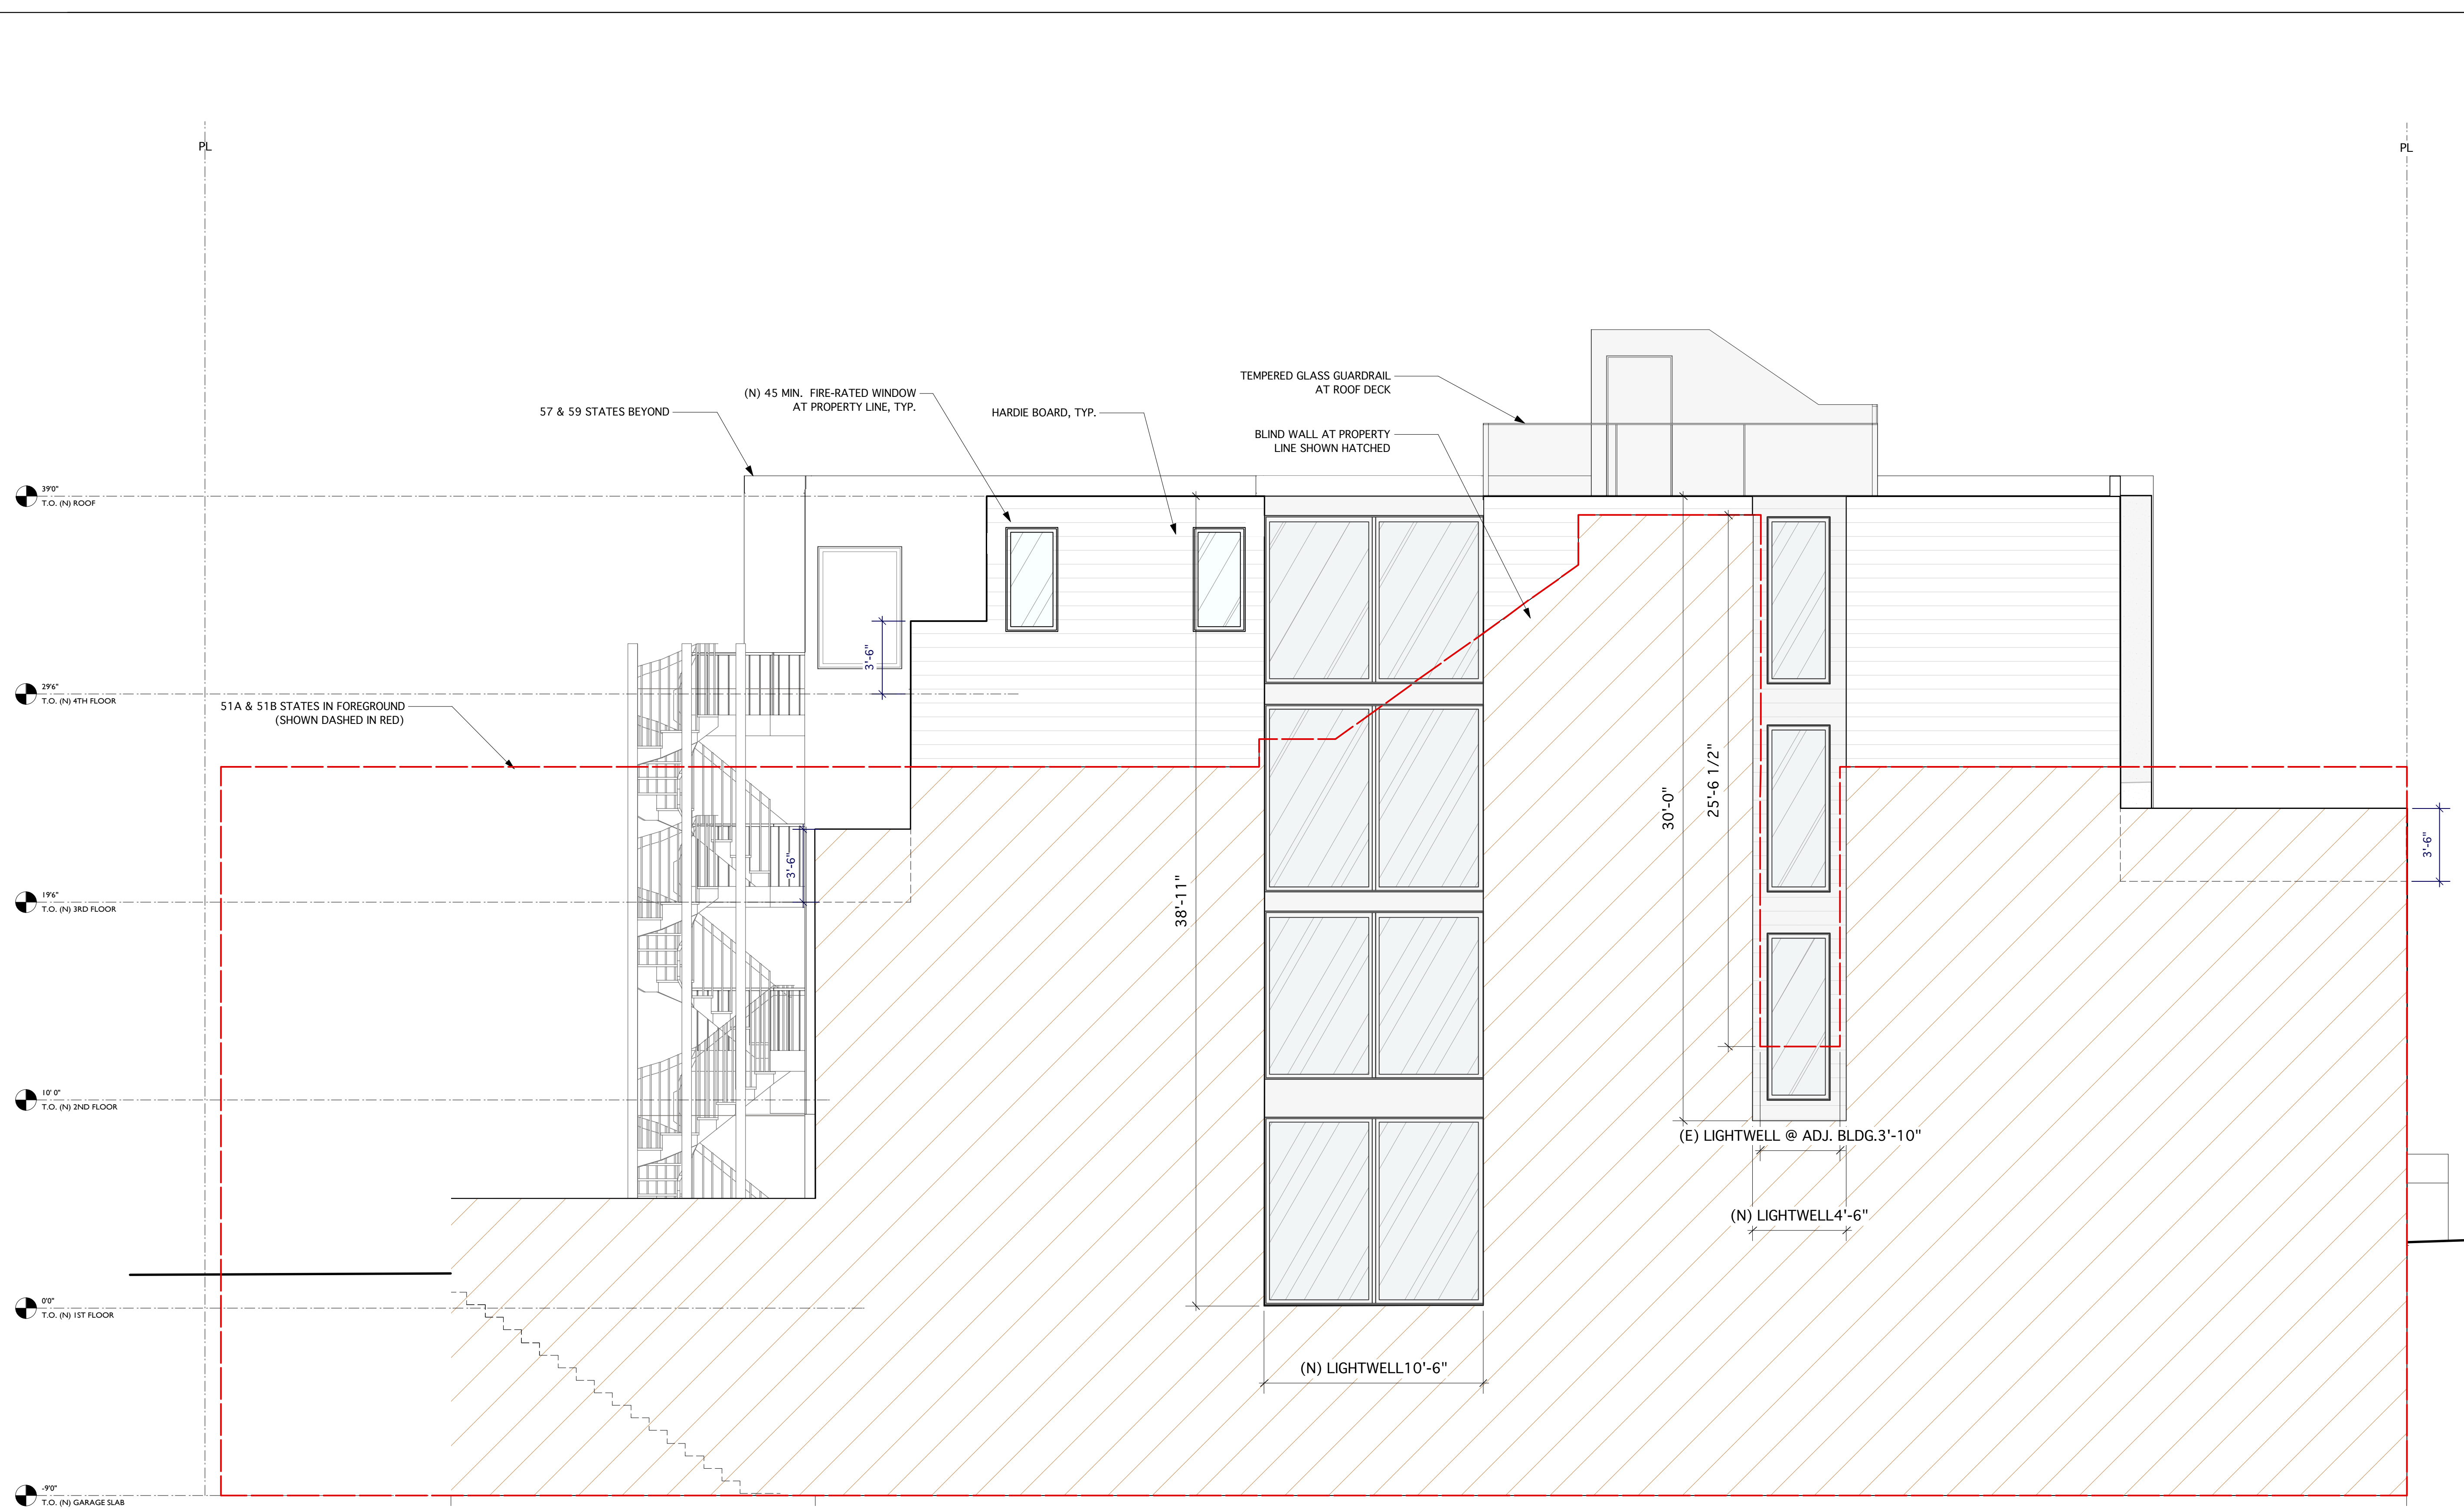 PL
PL
TEMPERED GLASS GUARDRAIL
AT ROOF DECK
(N) 45 MIN.  FIRE-RATED WINDOW
AT PROPERTY LINE, TYP.
57 & 59 STATES BEYOND
HARDIE BOARD, TYP.
BLIND WALL AT PROPERTY
LINE SHOWN HATCHED
39'0"
T.O. (N) ROOF
3'-6"
29'6"
T.O. (N) 4TH FLOOR
51A & 51B STATES IN FOREGROUND
(SHOWN DASHED IN RED)
25'-6 1/2"
30'-0"
3'-6"
3'-6"
38'-11"
19'6"
T.O. (N) 3RD FLOOR
10' 0"
T.O. (N) 2ND FLOOR
(E) LIGHTWELL @ ADJ. BLDG.3'-10"
(N) LIGHTWELL4'-6"
0'0"
T.O. (N) 1ST FLOOR
(N) LIGHTWELL10'-6"
-9'0"
T.O. (N) GARAGE SLAB